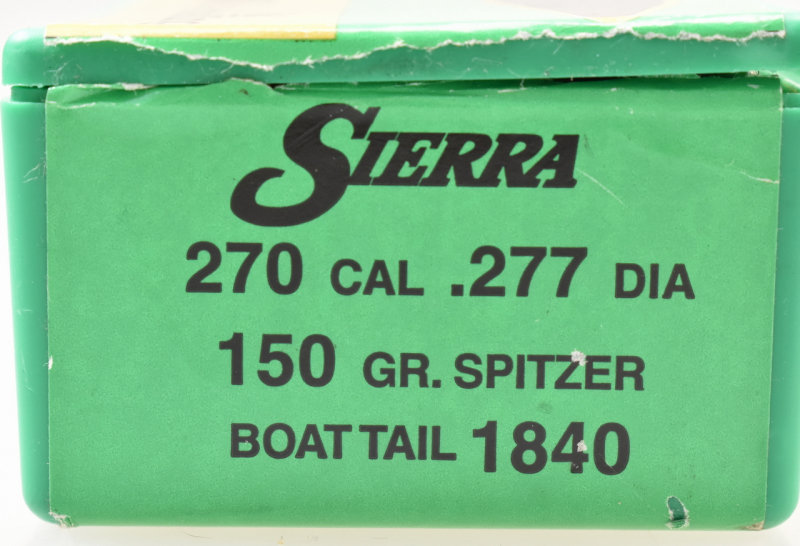 SIERRA
270 CAL .277 DIA
150 GR. SPITZER
BOAT TAIL 1840